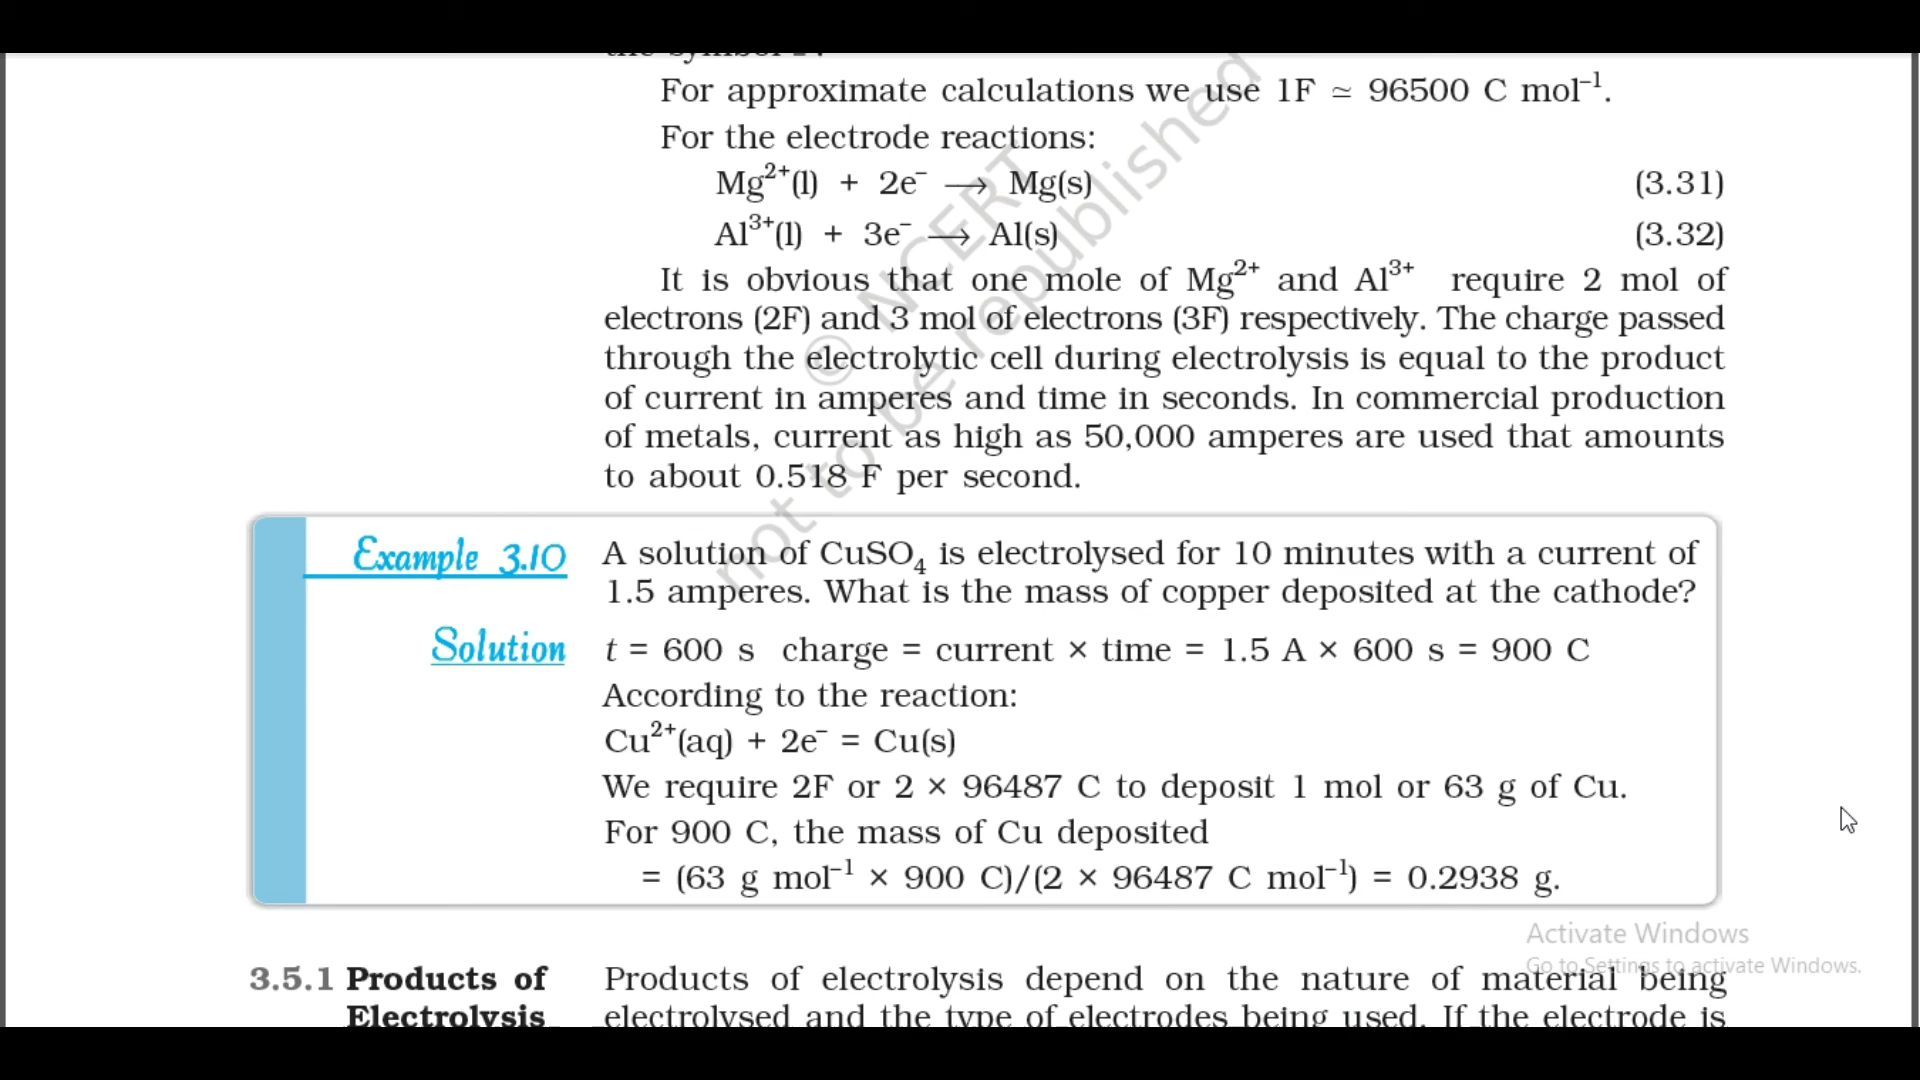 the symbol F.
For approximate calculations we use 1F ≃ 96500 C mol⁻¹.
For the electrode reactions:
Mg²⁺(l) + 2e⁻ ⟶ Mg(s) (3.31)
Al³⁺(l) + 3e⁻ ⟶ Al(s) (3.32)
It is obvious that one mole of Mg²⁺ and Al³⁺ require 2 mol of
electrons (2F) and 3 mol of electrons (3F) respectively. The charge passed
through the electrolytic cell during electrolysis is equal to the product
of current in amperes and time in seconds. In commercial production
of metals, current as high as 50,000 amperes are used that amounts
to about 0.518 F per second.
© NCERT
not to be republished
Example 3.10 A solution of CuSO₄ is electrolysed for 10 minutes with a current of
1.5 amperes. What is the mass of copper deposited at the cathode?
Solution t = 600 s charge = current × time = 1.5 A × 600 s = 900 C
According to the reaction:
Cu²⁺(aq) + 2e⁻ = Cu(s)
We require 2F or 2 × 96487 C to deposit 1 mol or 63 g of Cu.
For 900 C, the mass of Cu deposited
= (63 g mol⁻¹ × 900 C)/(2 × 96487 C mol⁻¹) = 0.2938 g.
Activate Windows
Go to Settings to activate Windows.
3.5.1 Products of Products of electrolysis depend on the nature of material being
Electrolysis electrolysed and the type of electrodes being used. If the electrode is